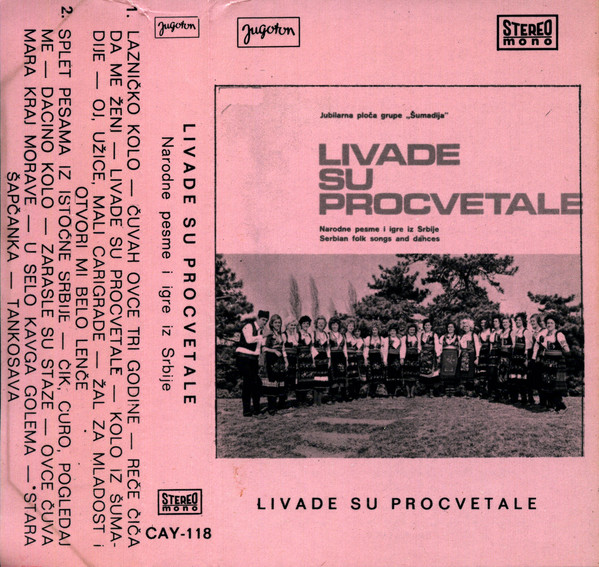 1. LAZNIČKO KOLO — ČUVAH OVCE TRI GODINE — REČE ČIČA
DA ME ŽENI — LIVADE SU PROCVETALE — KOLO IZ ŠUMA-
DIJE — OJ, UŽICE, MALI CARIGRADE — ŽAL ZA MLADOST i
OTVORI MI BELO LENČE
2. SPLET PESAMA IZ ISTOČNE SRBIJE — ČIK, CURO, POGLEDAJ
ME — DACINO KOLO — ZARASLE SU STAZE — OVCE ČUVA
MARA KRAJ MORAVE — U SELO KAVGA GOLEMA — STARA
ŠAPČANKA — TANKOSAVA
Jugoton
LIVADE SU PROCVETALE
Narodne pesme i igre iz Srbije
STEREO
mono
CAY-118
Jugoton
STEREO
mono
Jubilarna ploča grupe „Šumadija"
LIVADE
SU
PROCVETALE
Narodne pesme i igre iz Srbije
Serbian folk songs and dances
LIVADE SU PROCVETALE